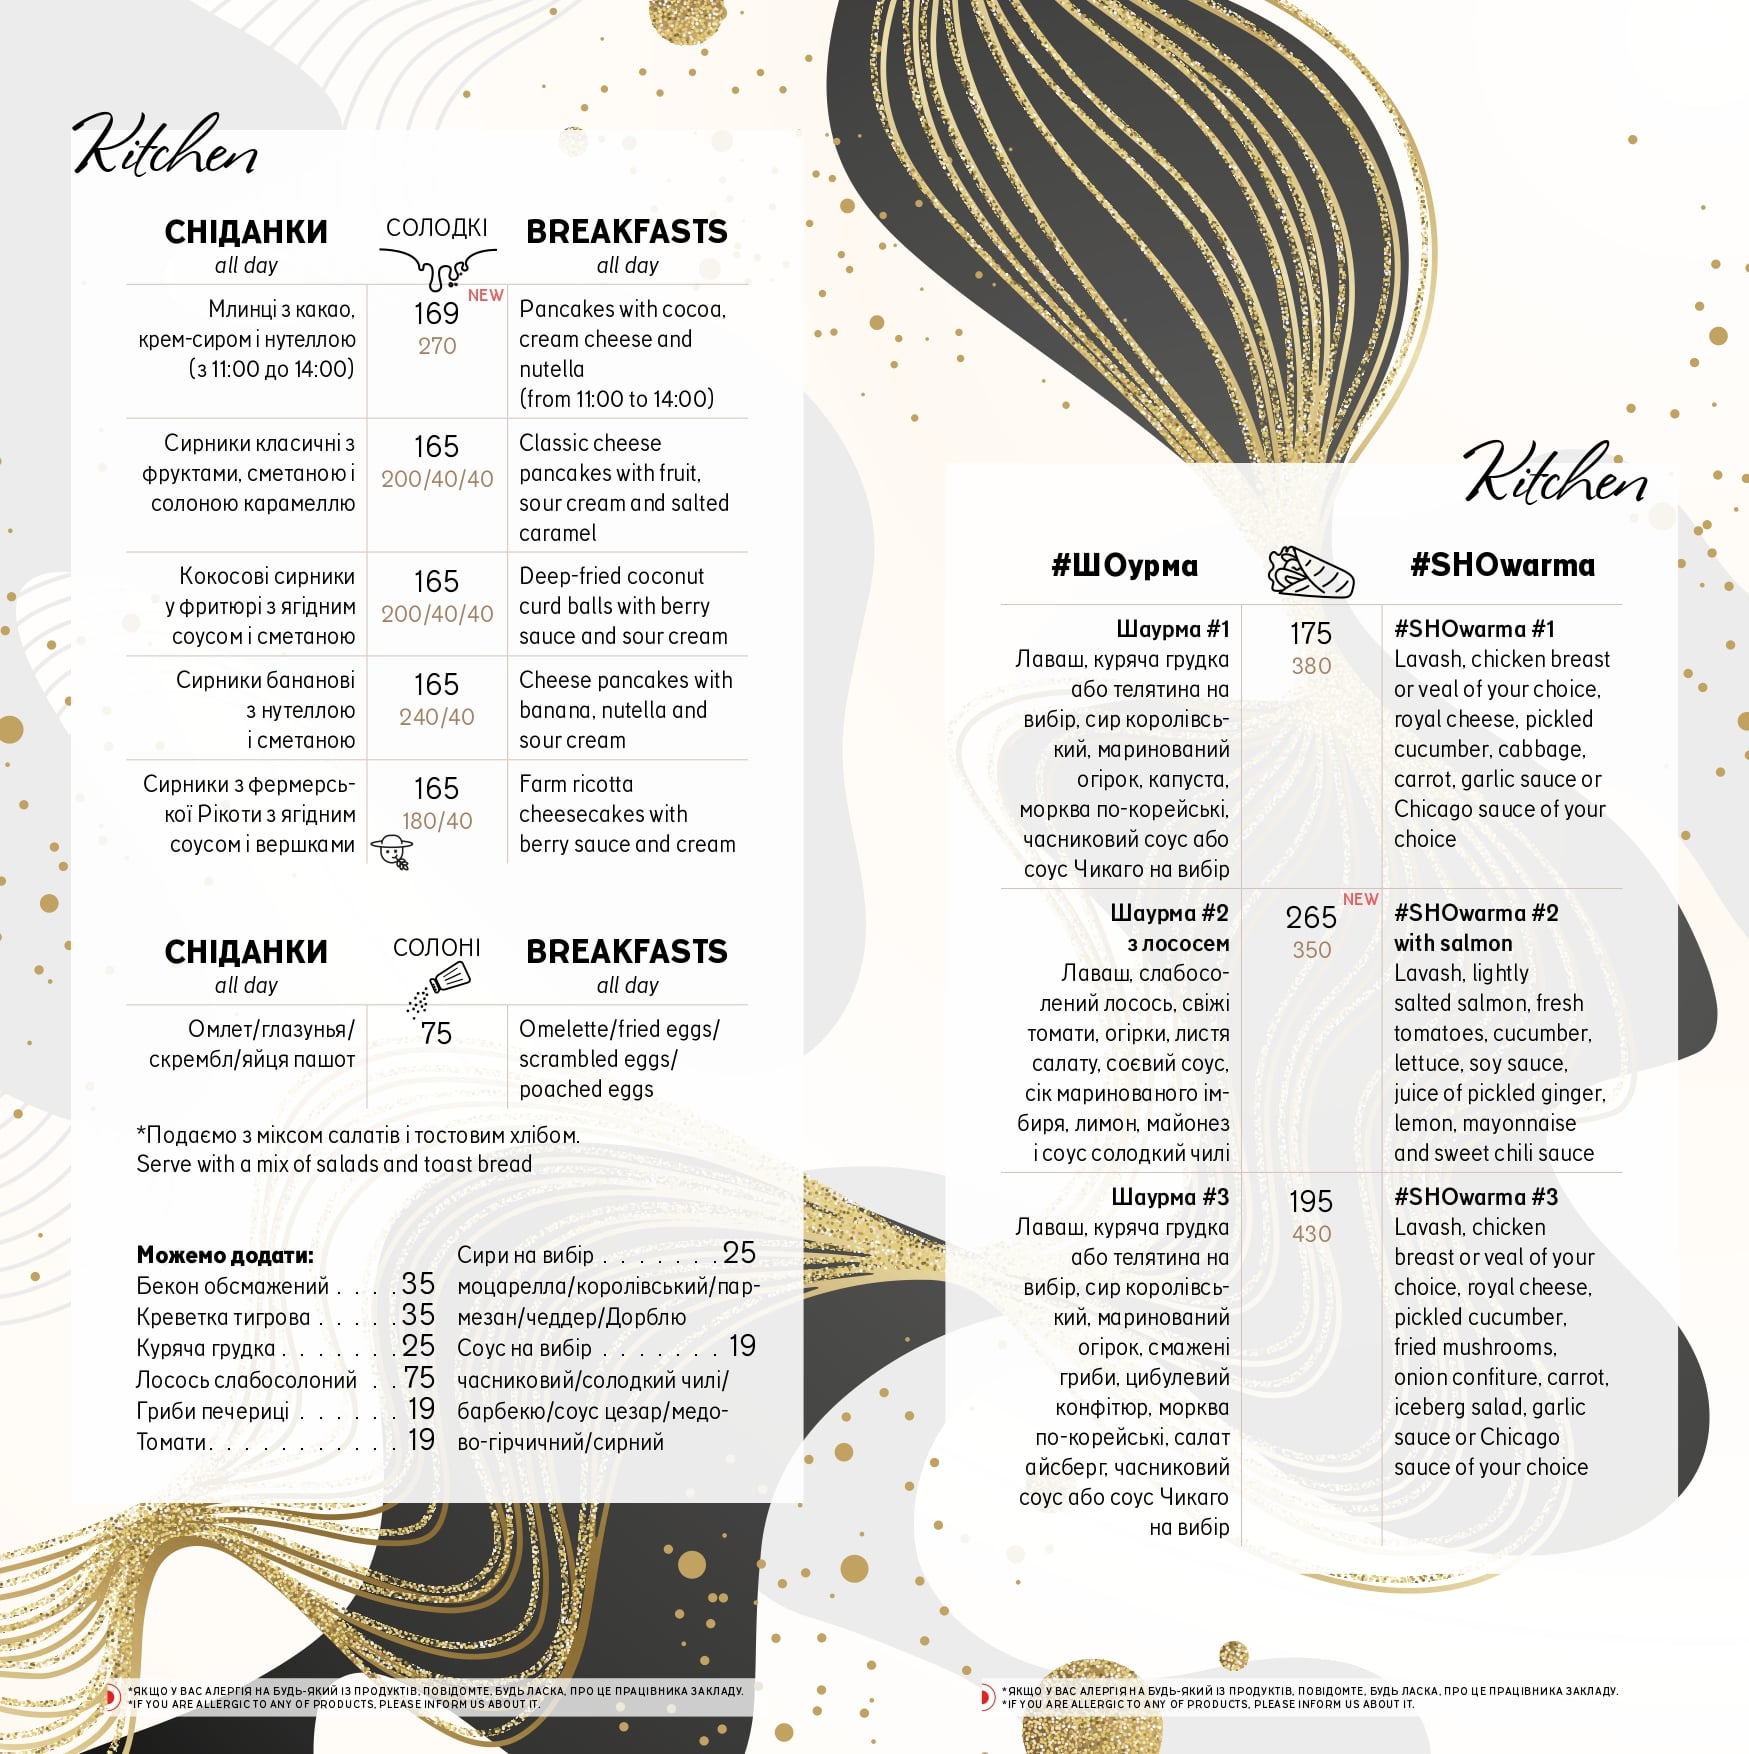 Kitchen
СНІДАНКИ
all day
СОЛОДКІ
BREAKFASTS
all day
Млинці з какао,
крем-сиром і нутеллою
(з 11:00 до 14:00)
NEW
169
270
Pancakes with cocoa,
cream cheese and
nutella
(from 11:00 to 14:00)
Сирники класичні з
фруктами, сметаною і
солоною карамеллю
165
200/40/40
Classic cheese
pancakes with fruit,
sour cream and salted
caramel
Кокосові сирники
у фритюрі з ягідним
соусом і сметаною
165
200/40/40
Deep-fried coconut
curd balls with berry
sauce and sour cream
Сирники бананові
з нутеллою
і сметаною
165
240/40
Cheese pancakes with
banana, nutella and
sour cream
Сирники з фермерсь-
кої Рікоти з ягідним
соусом і вершками
165
180/40
Farm ricotta
cheesecakes with
berry sauce and cream
СНІДАНКИ
all day
СОЛОНІ
BREAKFASTS
all day
Омлет/глазунья/
скрембл/яйця пашот
75
Omelette/fried eggs/
scrambled eggs/
poached eggs
*Подаємо з міксом салатів і тостовим хлібом.
Serve with a mix of salads and toast bread
Можемо додати:
Бекон обсмажений . . . . 35
Креветка тигрова . . . . . 35
Куряча грудка . . . . . . . 25
Лосось слабосолоний . . 75
Гриби печериці . . . . . . 19
Томати. . . . . . . . . . . 19
Сири на вибір . . . . . . . 25
моцарелла/королівський/пар-
мезан/чеддер/Дорблю
Соус на вибір . . . . . . . 19
часниковий/солодкий чилі/
барбекю/соус цезар/медо-
во-гірчичний/сирний
*ЯКЩО У ВАС АЛЕРГІЯ НА БУДЬ-ЯКИЙ ІЗ ПРОДУКТІВ, ПОВІДОМТЕ, БУДЬ ЛАСКА, ПРО ЦЕ ПРАЦІВНИКА ЗАКЛАДУ.
*IF YOU ARE ALLERGIC TO ANY OF PRODUCTS, PLEASE INFORM US ABOUT IT.
Kitchen
#ШОурма
#SHOwarma
Шаурма #1
Лаваш, куряча грудка
або телятина на
вибір, сир королівсь-
кий, маринований
огірок, капуста,
морква по-корейські,
часниковий соус або
соус Чикаго на вибір
175
380
#SHOwarma #1
Lavash, chicken breast
or veal of your choice,
royal cheese, pickled
cucumber, cabbage,
carrot, garlic sauce or
Chicago sauce of your
choice
Шаурма #2
з лососем
Лаваш, слабосо-
лений лосось, свіжі
томати, огірки, листя
салату, соєвий соус,
сік маринованого ім-
биря, лимон, майонез
і соус солодкий чилі
NEW
265
350
#SHOwarma #2
with salmon
Lavash, lightly
salted salmon, fresh
tomatoes, cucumber,
lettuce, soy sauce,
juice of pickled ginger,
lemon, mayonnaise
and sweet chili sauce
Шаурма #3
Лаваш, куряча грудка
або телятина на
вибір, сир королівсь-
кий, маринований
огірок, смажені
гриби, цибулевий
конфітюр, морква
по-корейські, салат
айсберг, часниковий
соус або соус Чикаго
на вибір
195
430
#SHOwarma #3
Lavash, chicken
breast or veal of your
choice, royal cheese,
pickled cucumber,
fried mushrooms,
onion confiture, carrot,
iceberg salad, garlic
sauce or Chicago
sauce of your choice
*ЯКЩО У ВАС АЛЕРГІЯ НА БУДЬ-ЯКИЙ ІЗ ПРОДУКТІВ, ПОВІДОМТЕ, БУДЬ ЛАСКА, ПРО ЦЕ ПРАЦІВНИКА ЗАКЛАДУ.
*IF YOU ARE ALLERGIC TO ANY OF PRODUCTS, PLEASE INFORM US ABOUT IT.